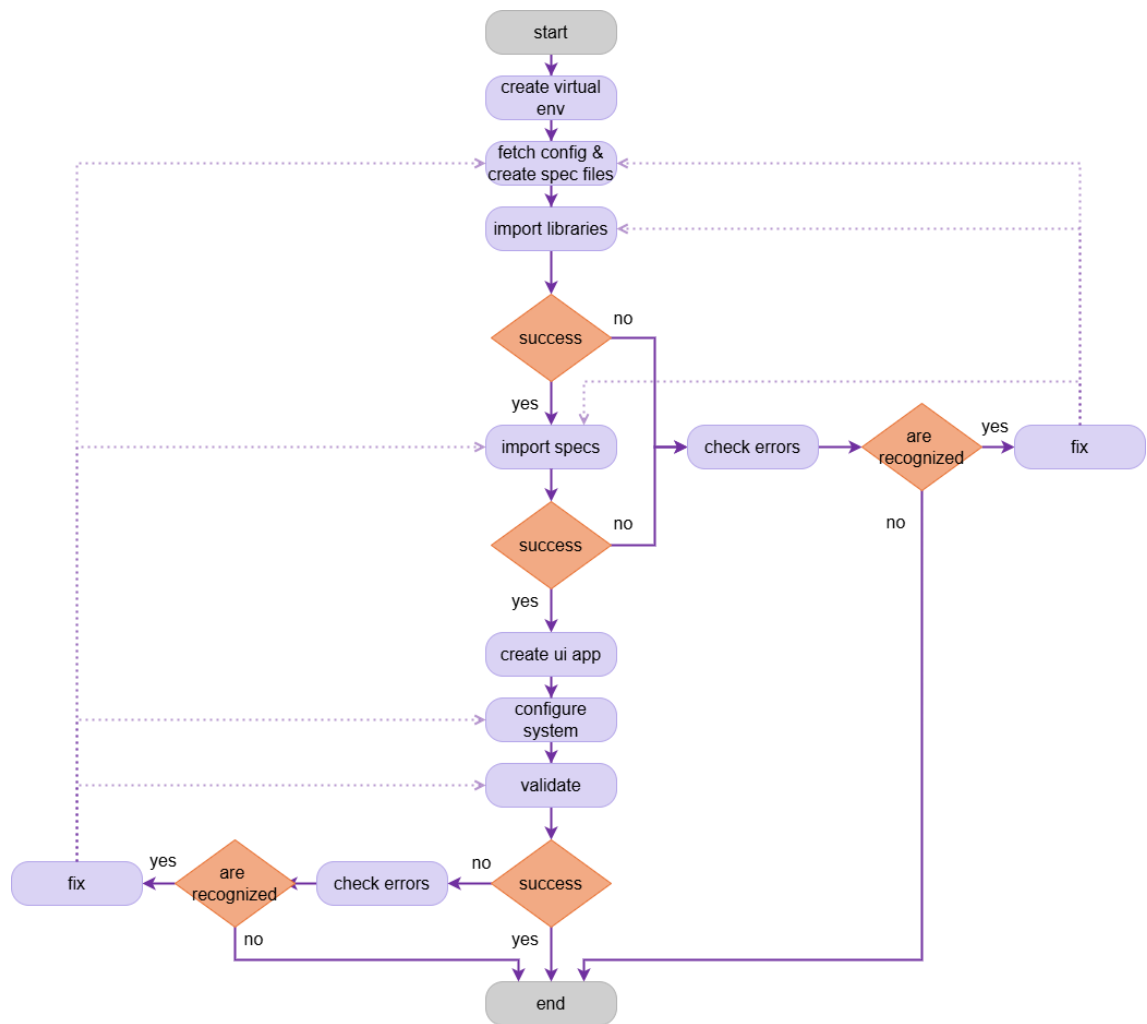 start
create virtual
env
fetch config &
create spec files
import libraries
no
success
yes
import specs
check errors
are
recognized
yes
fix
no
success
no
yes
create ui app
configure
system
validate
fix
yes
are
recognized
check errors
no
success
no
yes
end